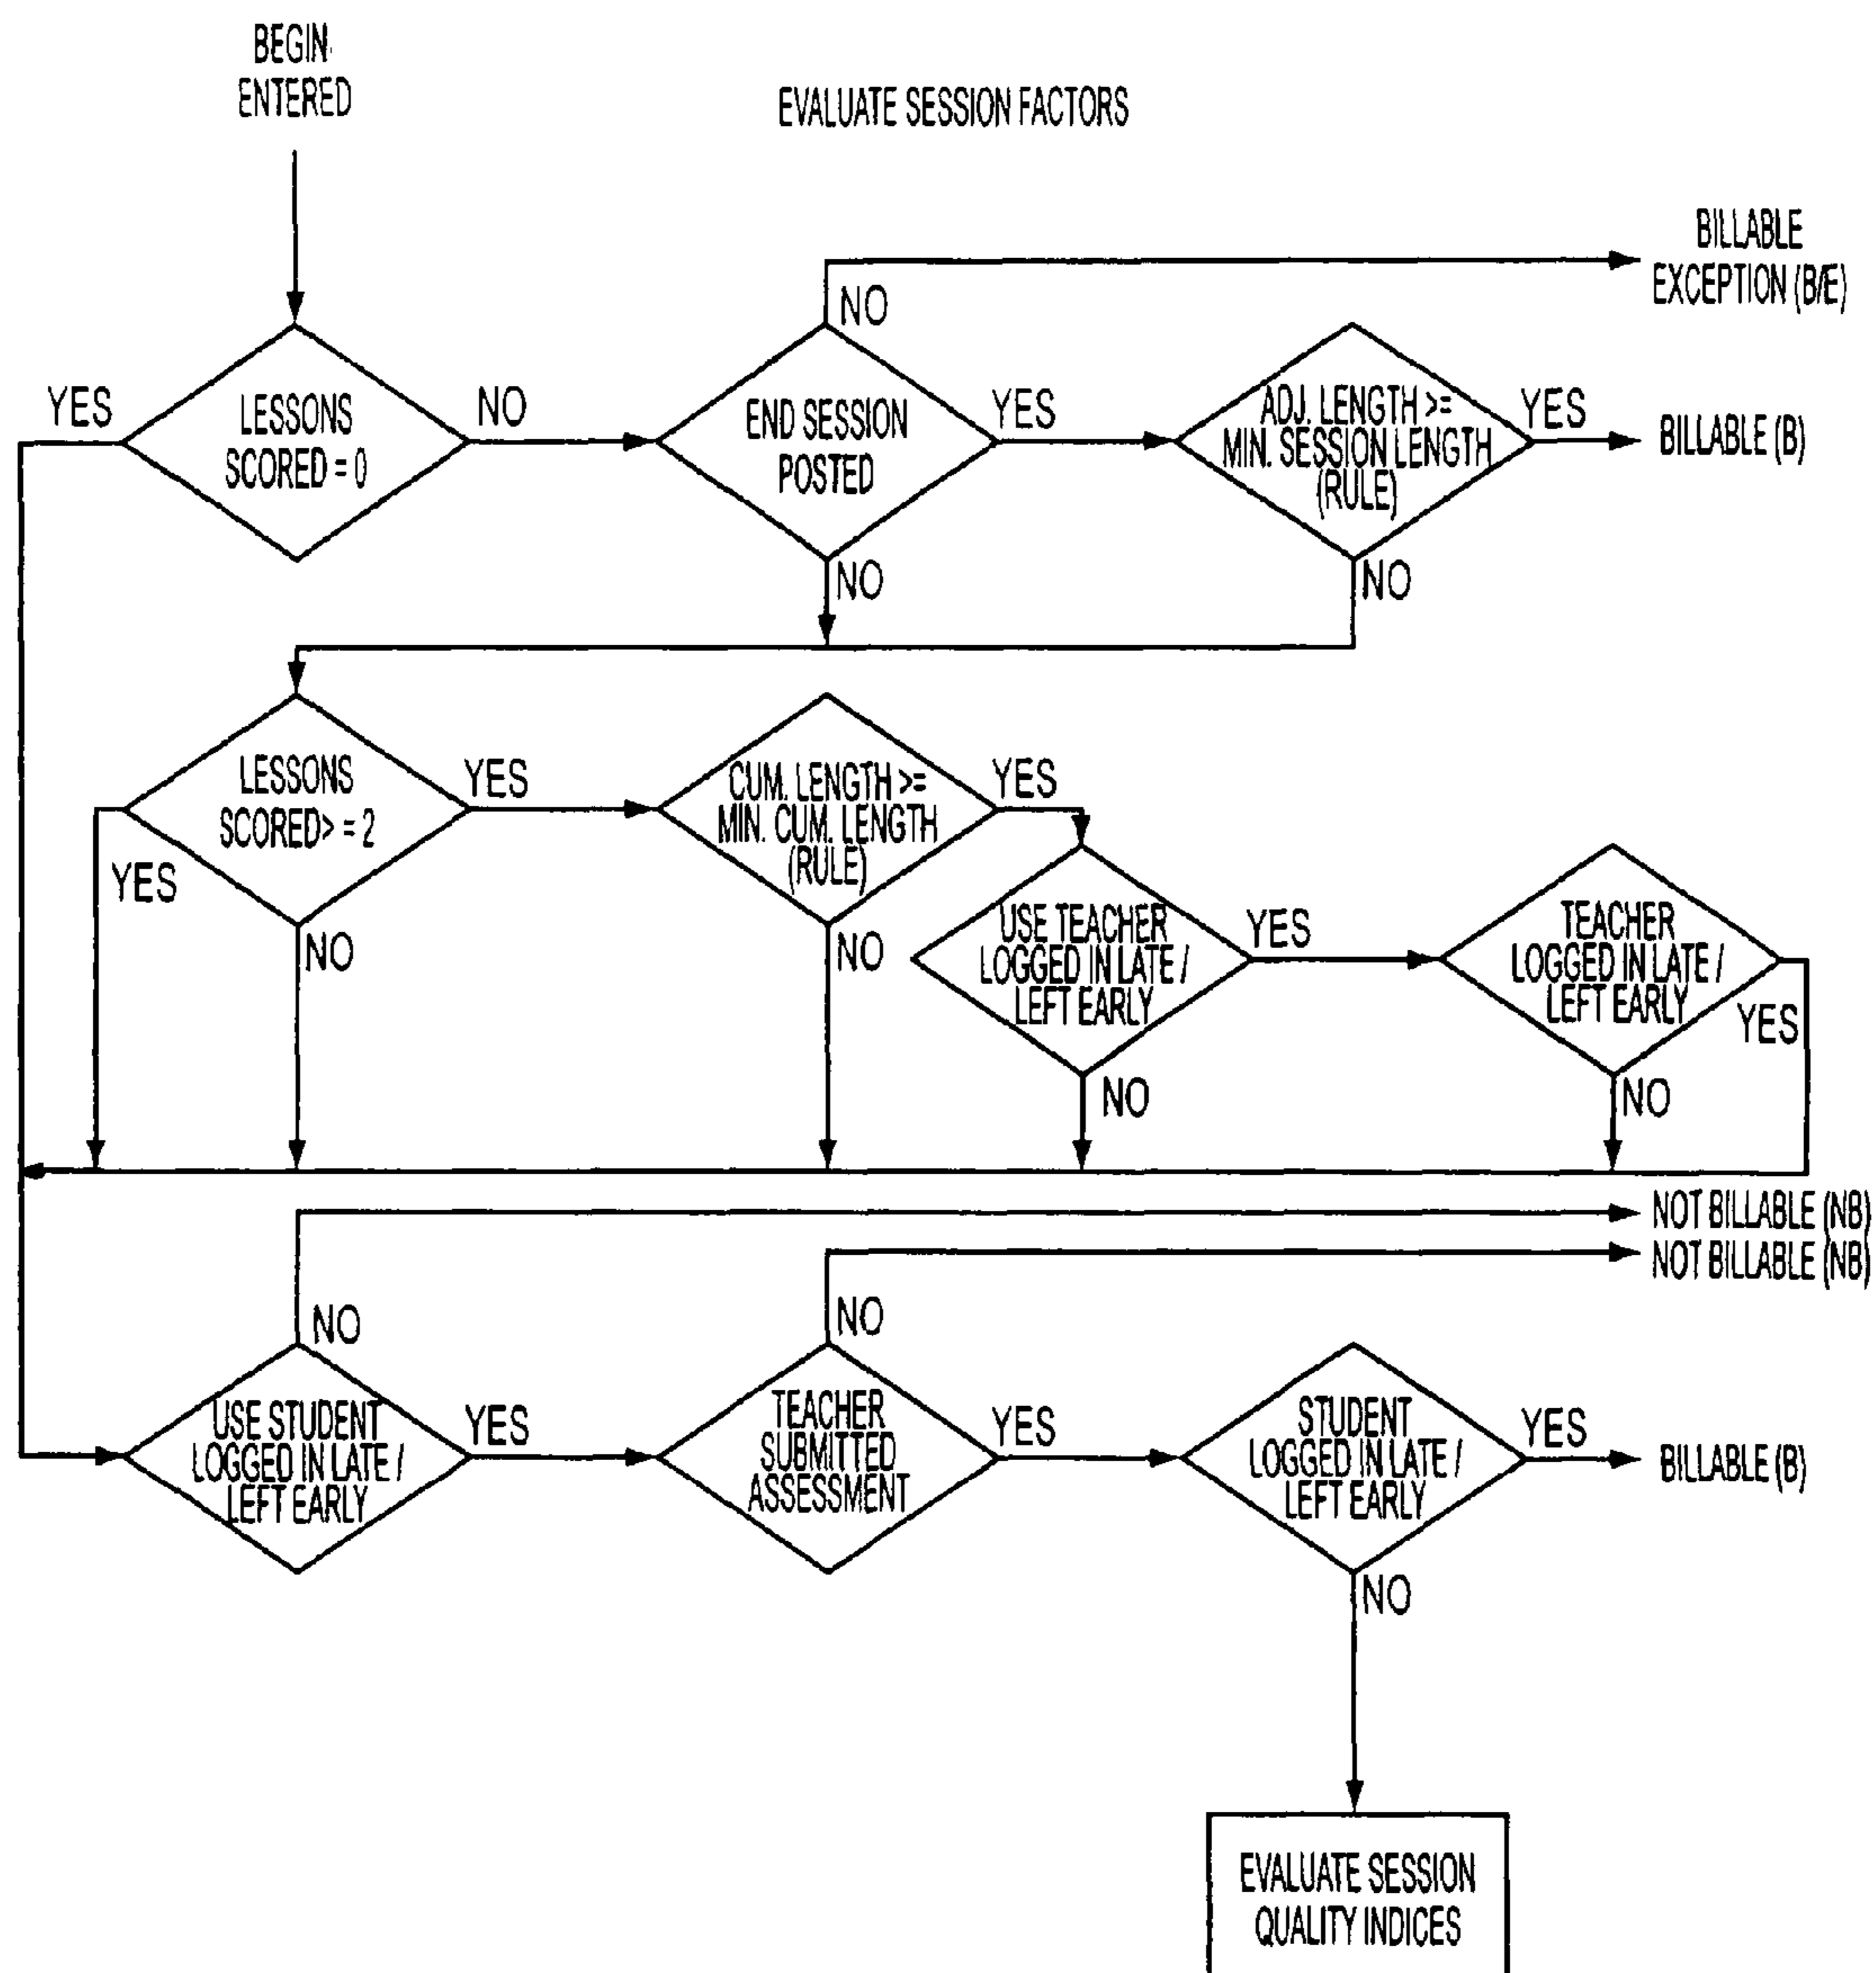 BEGIN
ENTERED
EVALUATE SESSION FACTORS
BILLABLE
EXCEPTION (B/E)
NO
YES
LESSONS
SCORED = 0
NO
END SESSION
POSTED
YES
ADJ. LENGTH >=
MIN. SESSION LENGTH
(RULE)
YES
BILLABLE (B)
NO
NO
LESSONS
SCORED> = 2
YES
CUM. LENGTH >=
MIN. CUM. LENGTH
(RULE)
YES
YES
NO
NO
USE TEACHER
LOGGED IN LATE /
LEFT EARLY
YES
TEACHER
LOGGED IN LATE /
LEFT EARLY
YES
NO
NO
NOT BILLABLE (NB)
NOT BILLABLE (NB)
NO
NO
USE STUDENT
LOGGED IN LATE /
LEFT EARLY
YES
TEACHER
SUBMITTED
ASSESSMENT
YES
STUDENT
LOGGED IN LATE /
LEFT EARLY
YES
BILLABLE (B)
NO
EVALUATE SESSION
QUALITY INDICES